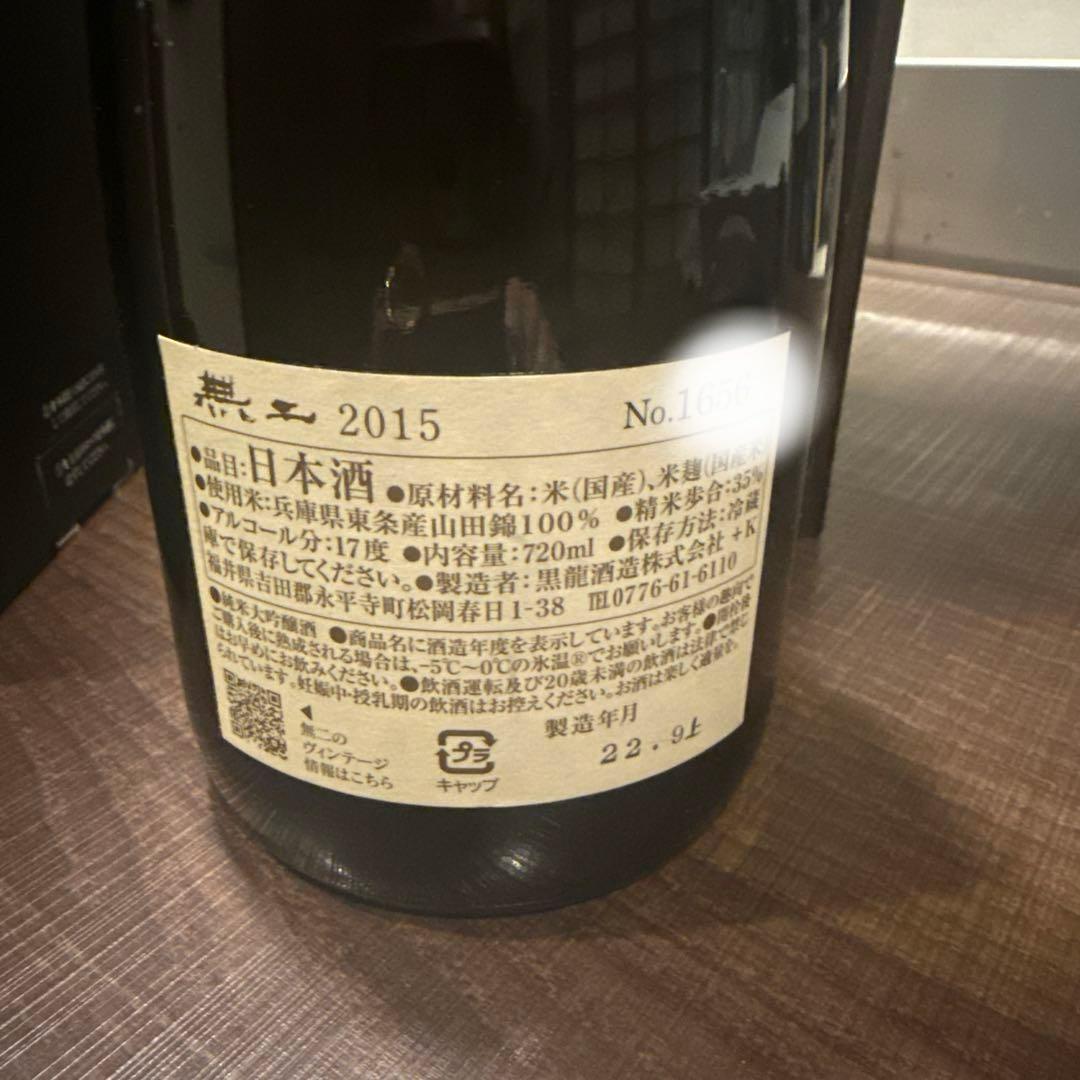 無二 2015 No.1656
●品目:日本酒 ●原材料名:米(国産)、米麹(国産米
●使用米:兵庫県東条産山田錦100% ●精米歩合:35%
●アルコール分:17度 ●内容量:720ml ●保存方法:冷蔵
庫で保存してください。●製造者:黒龍酒造株式会社 +K
福井県吉田郡永平寺町松岡春日1-38 ℡0776-61-6110
●純米大吟醸酒 ●商品名に酒造年度を表示しています。お客様の趣向で
ご購入後に熟成される場合は、-5℃〜0℃の氷温®でお願いします。●開栓後
はお早めにお飲みください。●飲酒運転及び20歳未満の飲酒は法律で禁じ
られています。妊娠中・授乳期の飲酒はお控えください。お酒は楽しく適量を。
◀
無二の
ヴィンテージ
情報はこちら
プラ
キャップ
製造年月
22.9上